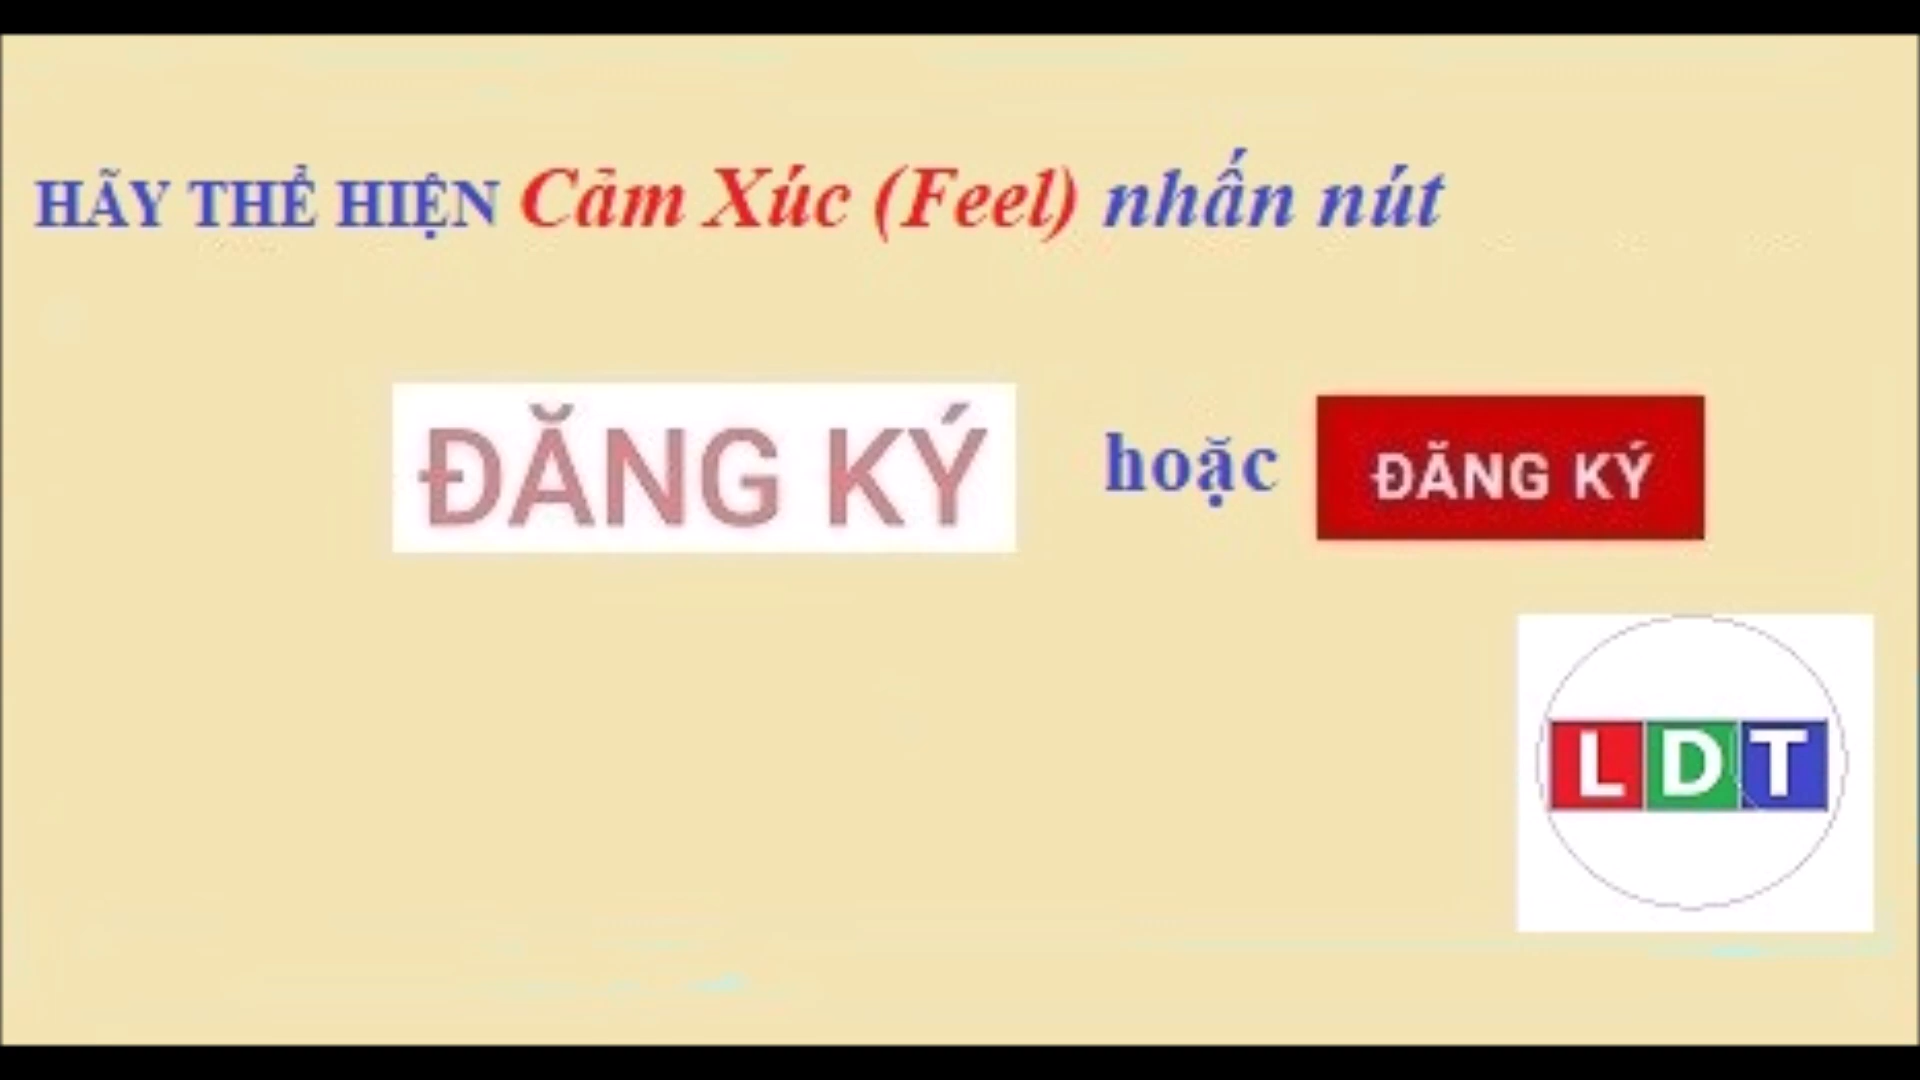 HÃY THỂ HIỆN Cảm Xúc (Feel) nhấn nút
ĐĂNG KÝ hoặc ĐĂNG KÝ
LDT